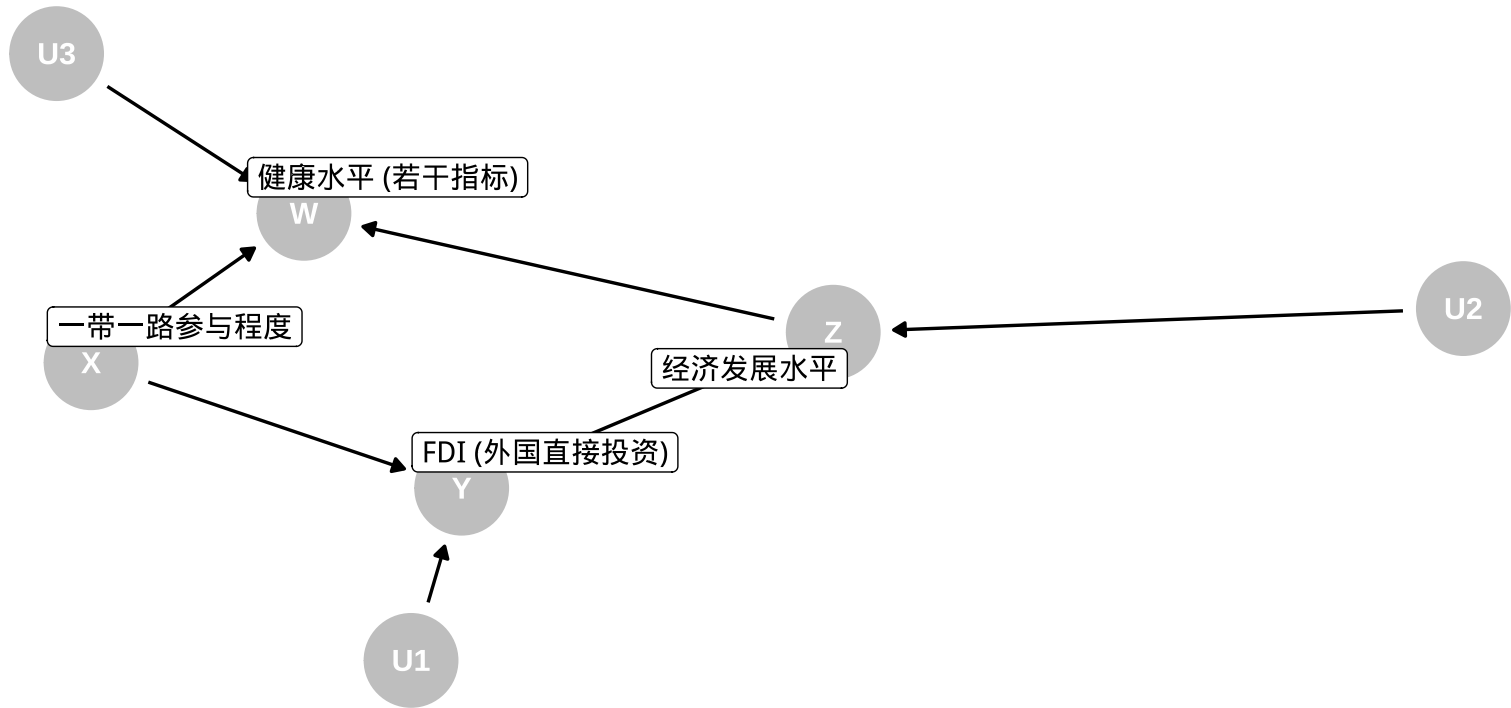 U3
健康水平 (若干指标)
W
一带一路参与程度
X
Z
U2
经济发展水平
FDI (外国直接投资)
Y
U1